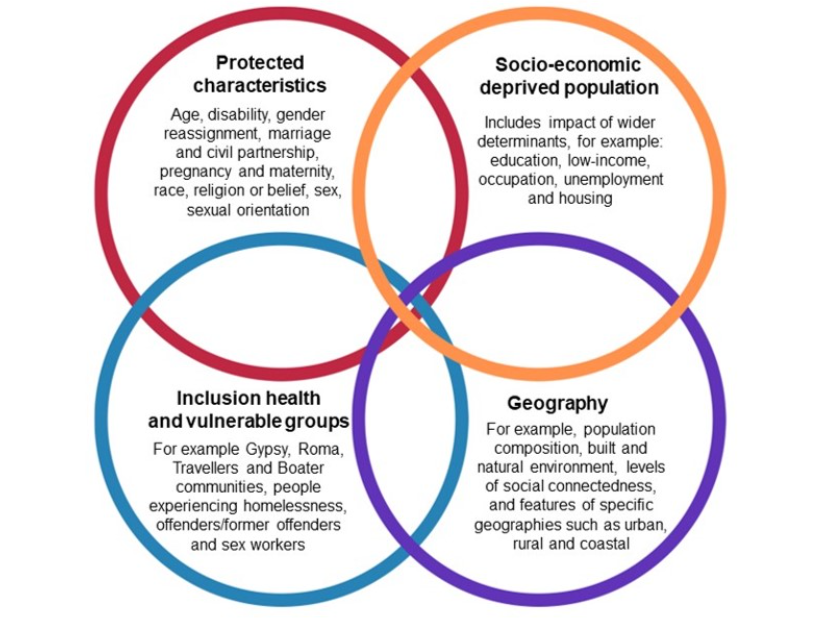 Protected
characteristics
Age, disability, gender
reassignment, marriage
and civil partnership,
pregnancy and maternity,
race, religion or belief, sex,
sexual orientation
Socio-economic
deprived population
Includes impact of wider
determinants, for example:
education, low-income,
occupation, unemployment
and housing
Inclusion health
and vulnerable groups
For example Gypsy, Roma,
Travellers and Boater
communities, people
experiencing homelessness,
offenders/former offenders
and sex workers
Geography
For example, population
composition, built and
natural environment, levels
of social connectedness,
and features of specific
geographies such as urban,
rural and coastal